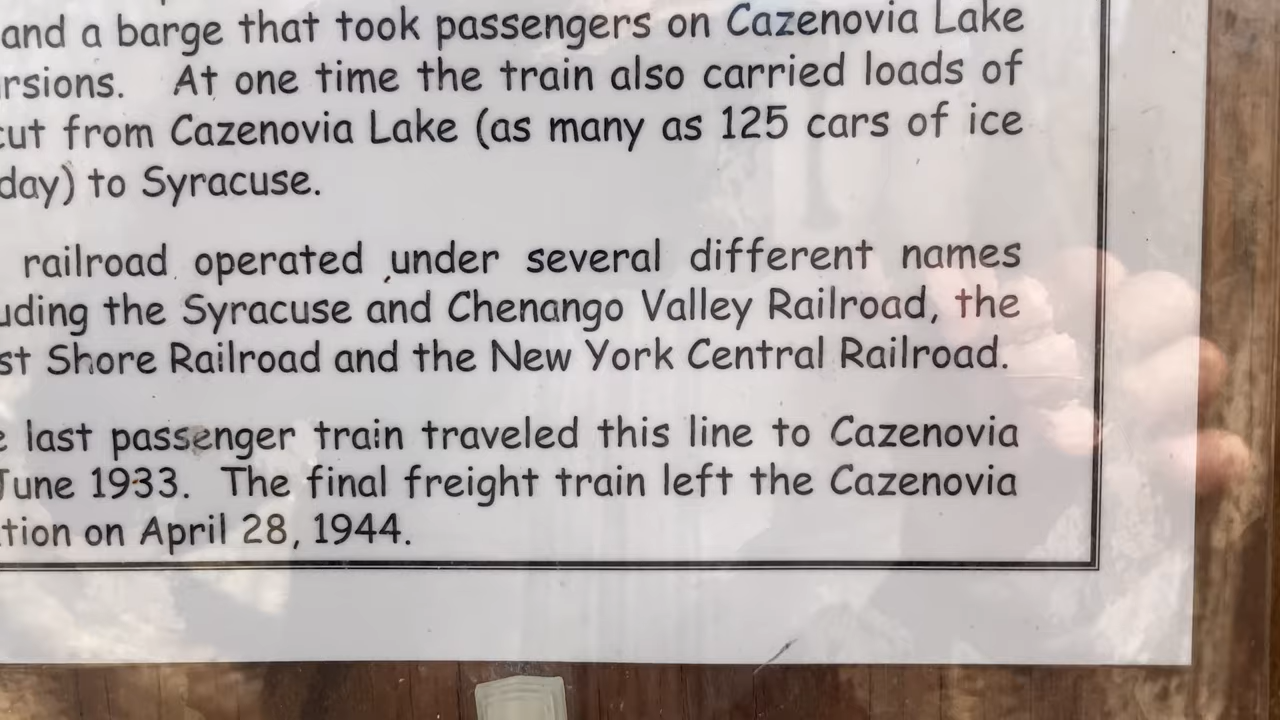 and a barge that took passengers on Cazenovia Lake
rsions. At one time the train also carried loads of
cut from Cazenovia Lake (as many as 125 cars of ice
day) to Syracuse.
railroad operated under several different names
uding the Syracuse and Chenango Valley Railroad, the
st Shore Railroad and the New York Central Railroad.
e last passenger train traveled this line to Cazenovia
June 1933. The final freight train left the Cazenovia
tion on April 28, 1944.